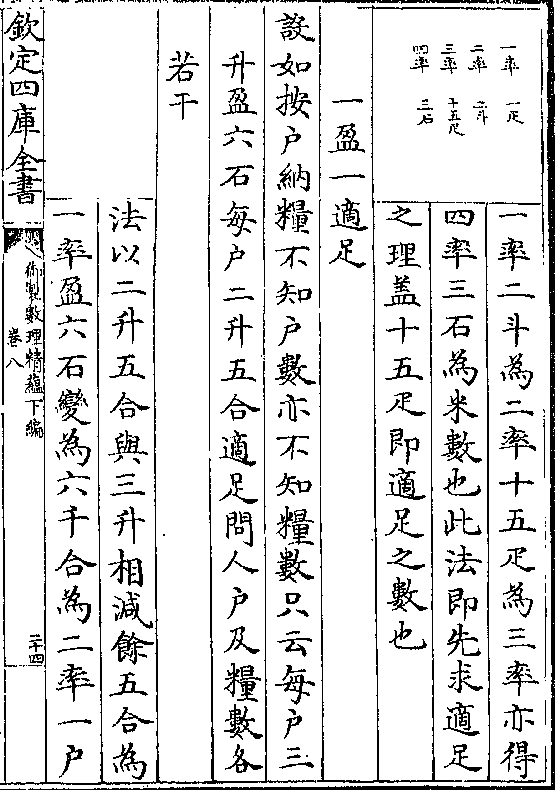 一率　一疋
二率　二斗
三率　十五疋
四率　三石
一率二斗為二率十五疋為三率亦得
四率三石為米數也此法即先求適足
之理葢十五疋即適足之數也
一盈一適足
設如按户納糧不知户數亦不知糧數只云每户三
升盈六石每户二升五合適足問人户及糧數各
若干
法以二升五合與三升相減餘五合為
一率盈六石變為六千合為二率一户
欽定四庫全書
御製數理精藴下編
卷八
二十四